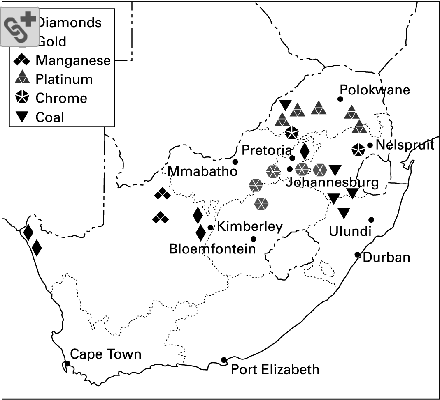 Diamonds
Gold
Manganese
Platinum
Chrome
Coal
Polokwane
Pretoria
Nelspruit
Mmabatho
Johannesburg
Kimberley
Ulundi
Bloemfontein
Durban
Cape Town
Port Elizabeth